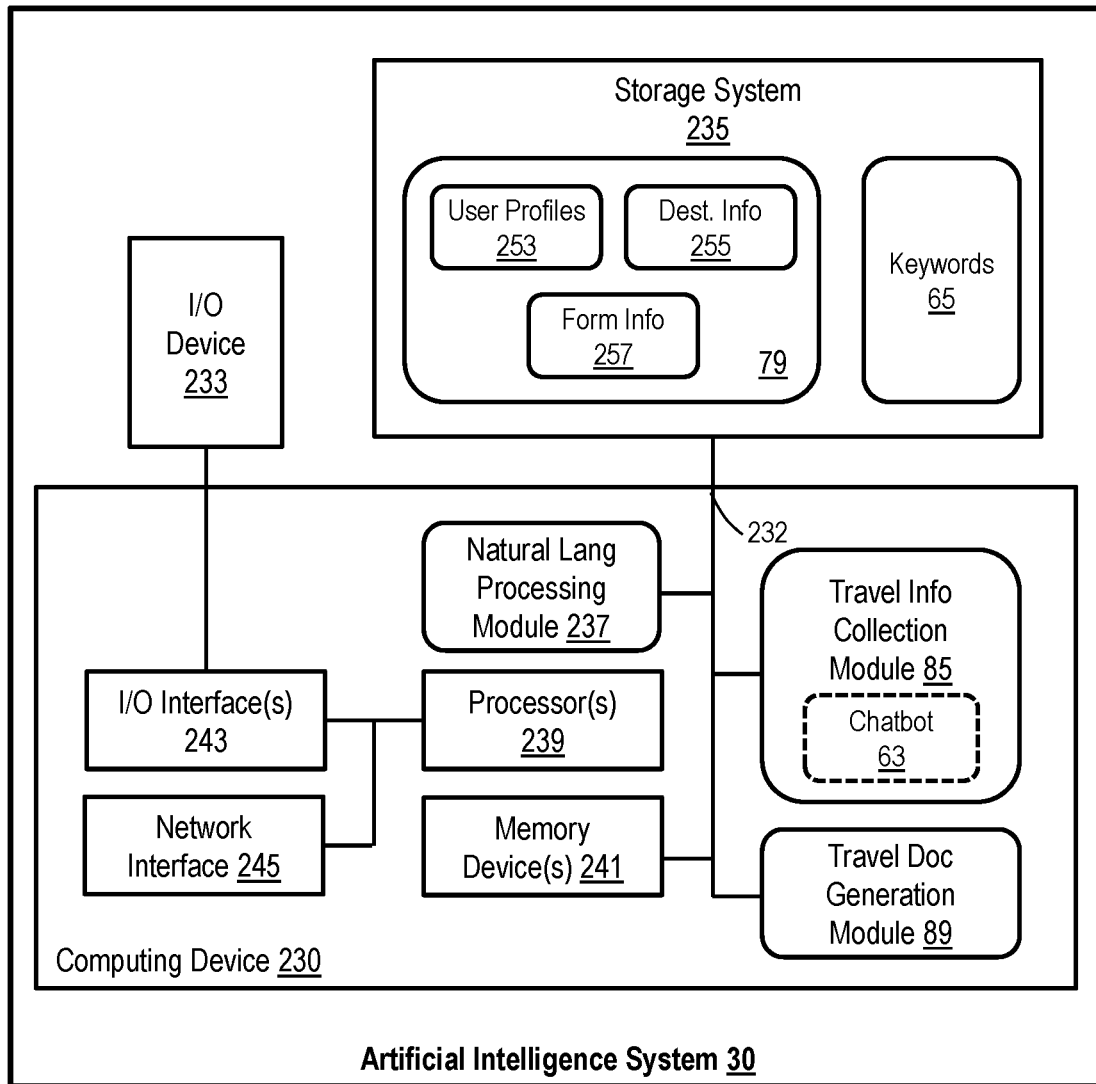 Storage System
235
User Profiles
253
Dest. Info
255
Form Info
257
79
Keywords
65
I/O
Device
233
232
Natural Lang
Processing
Module 237
Travel Info
Collection
Module 85
Chatbot
63
I/O Interface(s)
243
Processor(s)
239
Network
Interface 245
Memory
Device(s) 241
Travel Doc
Generation
Module 89
Computing Device 230
Artificial Intelligence System 30